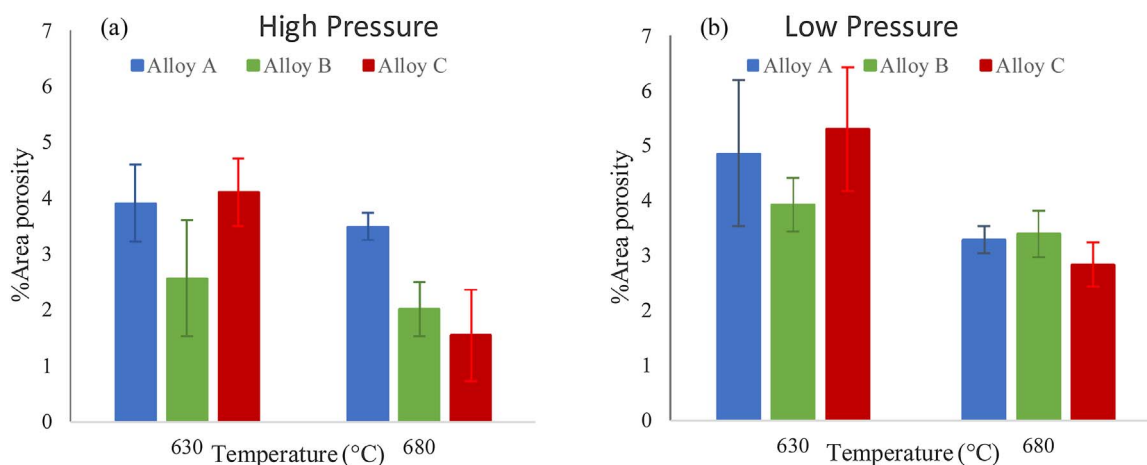 (a) High Pressure
Alloy A Alloy B Alloy C
%Area porosity
7
6
5
4
3
2
1
0
630 680
Temperature (°C)
(b) Low Pressure
Alloy A Alloy B Alloy C
%Area porosity
7
6
5
4
3
2
1
0
630 680
Temperature (°C)